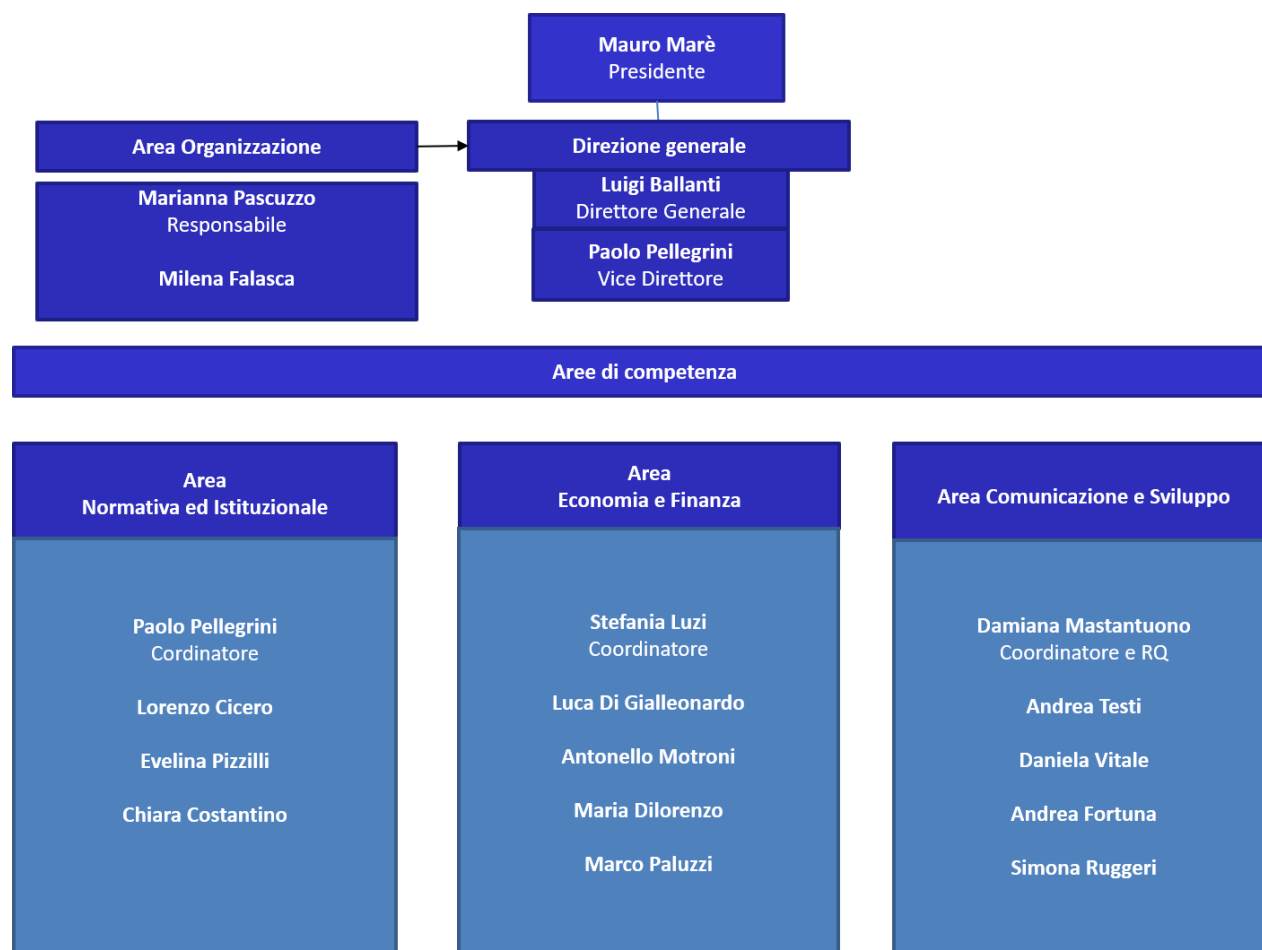 Mauro Marè
Presidente
Area Organizzazione
Direzione generale
Marianna Pascuzzo
Responsabile
Milena Falasca
Luigi Ballanti
Direttore Generale
Paolo Pellegrini
Vice Direttore
Aree di competenza
Area
Normativa ed Istituzionale
Paolo Pellegrini
Cordinatore
Lorenzo Cicero
Evelina Pizzilli
Chiara Costantino
Area
Economia e Finanza
Stefania Luzi
Coordinatore
Luca Di Gialleonardo
Antonello Motroni
Maria Dilorenzo
Marco Paluzzi
Area Comunicazione e Sviluppo
Damiana Mastantuono
Coordinatore e RQ
Andrea Testi
Daniela Vitale
Andrea Fortuna
Simona Ruggeri